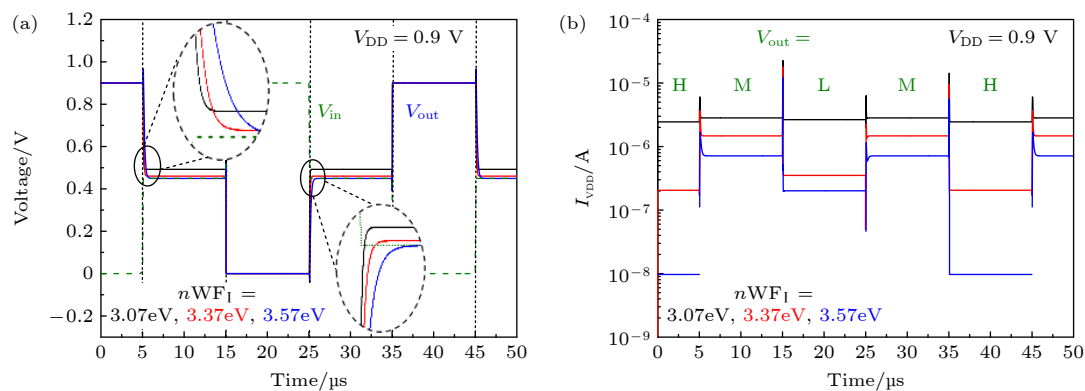 (a)
1.2
1.0
0.8
0.6
0.4
0.2
0
−0.2
Voltage/V
V_DD = 0.9 V
V_in
V_out
nWF_I =
3.07eV, 3.37eV, 3.57eV
0 5 10 15 20 25 30 35 40 45 50
Time/μs
(b)
10⁻⁴
10⁻⁵
10⁻⁶
10⁻⁷
10⁻⁸
10⁻⁹
I_VDD/A
V_out =
V_DD = 0.9 V
H M L M H
nWF_I =
3.07eV, 3.37eV, 3.57eV
0 5 10 15 20 25 30 35 40 45 50
Time/μs